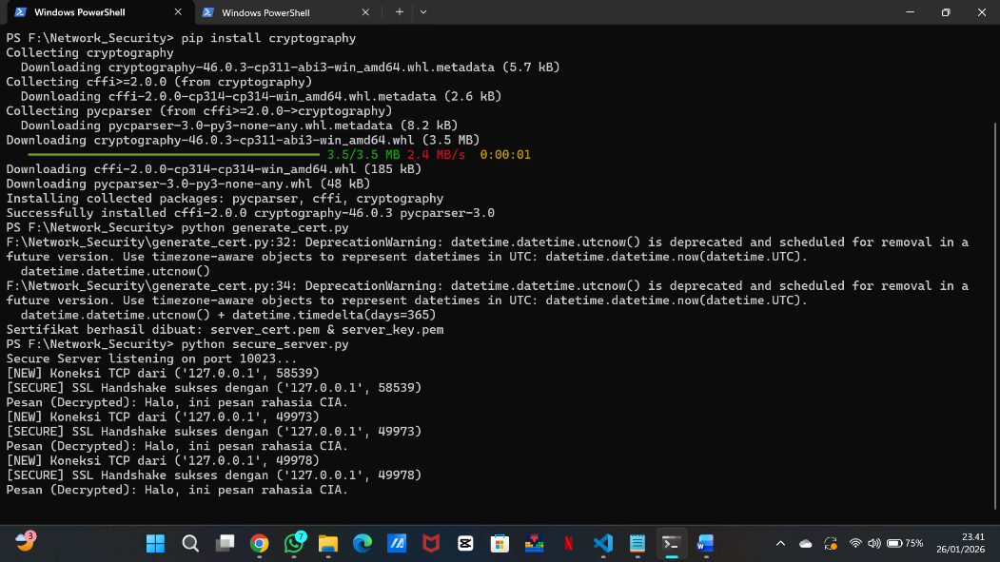 Windows PowerShell
Windows PowerShell
PS F:\Network_Security> pip install cryptography
Collecting cryptography
  Downloading cryptography-46.0.3-cp311-abi3-win_amd64.whl.metadata (5.7 kB)
Collecting cffi>=2.0.0 (from cryptography)
  Downloading cffi-2.0.0-cp314-cp314-win_amd64.whl.metadata (2.6 kB)
Collecting pycparser (from cffi>=2.0.0->cryptography)
  Downloading pycparser-3.0-py3-none-any.whl.metadata (8.2 kB)
Downloading cryptography-46.0.3-cp311-abi3-win_amd64.whl (3.5 MB)
3.5/3.5 MB 2.4 MB/s 0:00:01
Downloading cffi-2.0.0-cp314-cp314-win_amd64.whl (185 kB)
Downloading pycparser-3.0-py3-none-any.whl (48 kB)
Installing collected packages: pycparser, cffi, cryptography
Successfully installed cffi-2.0.0 cryptography-46.0.3 pycparser-3.0
PS F:\Network_Security> python generate_cert.py
F:\Network_Security\generate_cert.py:32: DeprecationWarning: datetime.datetime.utcnow() is deprecated and scheduled for removal in a
future version. Use timezone-aware objects to represent datetimes in UTC: datetime.datetime.now(datetime.UTC).
  datetime.datetime.utcnow()
F:\Network_Security\generate_cert.py:34: DeprecationWarning: datetime.datetime.utcnow() is deprecated and scheduled for removal in a
future version. Use timezone-aware objects to represent datetimes in UTC: datetime.datetime.now(datetime.UTC).
  datetime.datetime.utcnow() + datetime.timedelta(days=365)
Sertifikat berhasil dibuat: server_cert.pem & server_key.pem
PS F:\Network_Security> python secure_server.py
Secure Server listening on port 10023...
[NEW] Koneksi TCP dari ('127.0.0.1', 58539)
[SECURE] SSL Handshake sukses dengan ('127.0.0.1', 58539)
Pesan (Decrypted): Halo, ini pesan rahasia CIA.
[NEW] Koneksi TCP dari ('127.0.0.1', 49973)
[SECURE] SSL Handshake sukses dengan ('127.0.0.1', 49973)
Pesan (Decrypted): Halo, ini pesan rahasia CIA.
[NEW] Koneksi TCP dari ('127.0.0.1', 49978)
[SECURE] SSL Handshake sukses dengan ('127.0.0.1', 49978)
Pesan (Decrypted): Halo, ini pesan rahasia CIA.
3
7
75%
23.41
26/01/2026